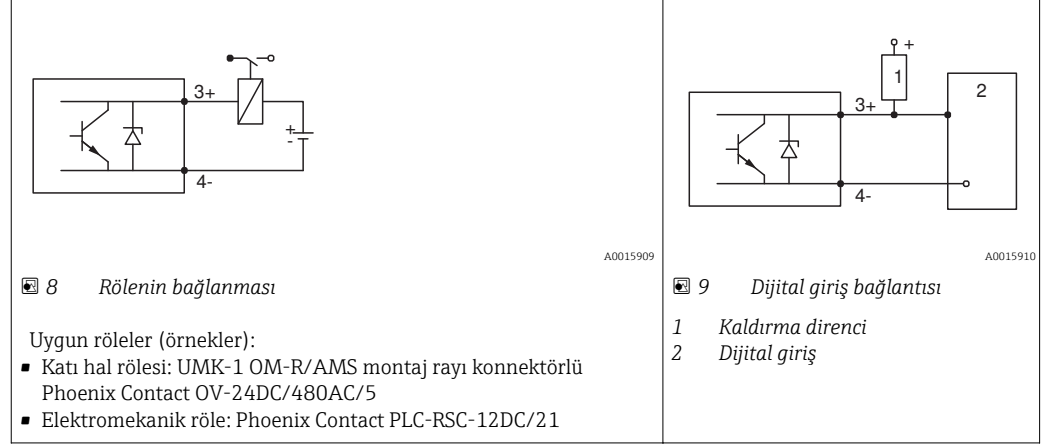 3+
+
-
4-
A0015909
8 Rölenin bağlanması
Uygun röleler (örnekler):
▪ Katı hal rölesi: UMK-1 OM-R/AMS montaj rayı konnektörlü
Phoenix Contact OV-24DC/480AC/5
▪ Elektromekanik röle: Phoenix Contact PLC-RSC-12DC/21
+
1
2
3+
4-
A0015910
9 Dijital giriş bağlantısı
1 Kaldırma direnci
2 Dijital giriş